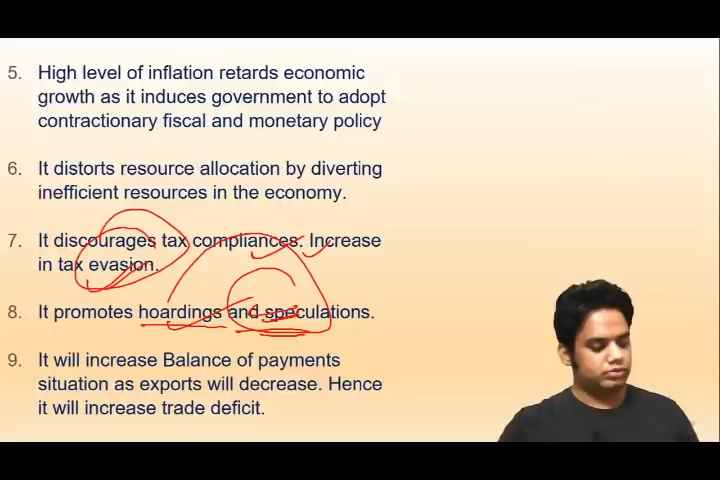 5. High level of inflation retards economic
growth as it induces government to adopt
contractionary fiscal and monetary policy
6. It distorts resource allocation by diverting
inefficient resources in the economy.
7. It discourages tax compliances. Increase
in tax evasion.
8. It promotes hoardings and speculations.
9. It will increase Balance of payments
situation as exports will decrease. Hence
it will increase trade deficit.